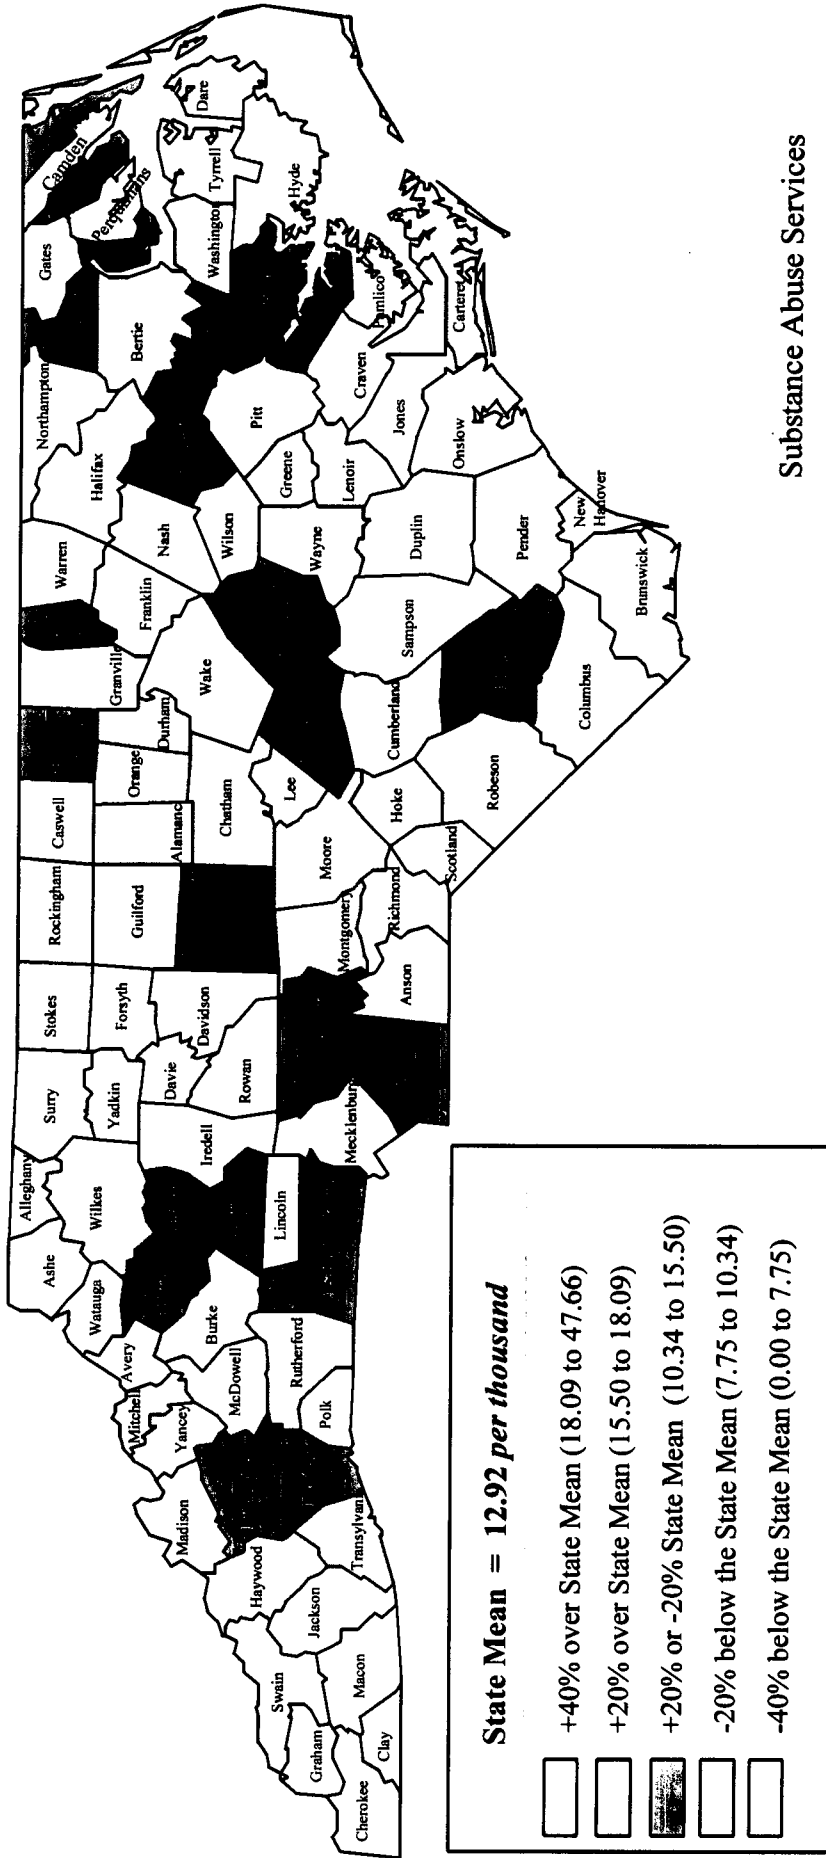 Cherokee
Graham
Clay
Swain
Macon
Jackson
Haywood
Transylvani
Madison
Yancey
Mitchell
Avery
McDowell
Polk
Rutherford
Burke
Watauga
Ashe
Alleghany
Wilkes
Lincoln
Iredell
Mecklenburg
Surry
Yadkin
Davie
Rowan
Stokes
Forsyth
Davidson
Anson
Rockingham
Guilford
Montgomery
Richmond
Moore
Scotland
Caswell
Alamanc
Orange
Chatham
Lee
Hoke
Robeson
Durham
Granville
Wake
Cumberland
Columbus
Warren
Franklin
Sampson
Brunswick
Nash
Wilson
Wayne
Duplin
Pender
New
Hanover
Northampton
Halifax
Greene
Lenoir
Pitt
Jones
Onslow
Craven
Carteret
Pamlico
Bertie
Gates
Camden
Perquimans
Washington
Tyrrell
Hyde
Dare
State Mean = 12.92 per thousand
+40% over State Mean (18.09 to 47.66)
+20% over State Mean (15.50 to 18.09)
+20% or -20% State Mean (10.34 to 15.50)
-20% below the State Mean (7.75 to 10.34)
-40% below the State Mean (0.00 to 7.75)
Substance Abuse Services